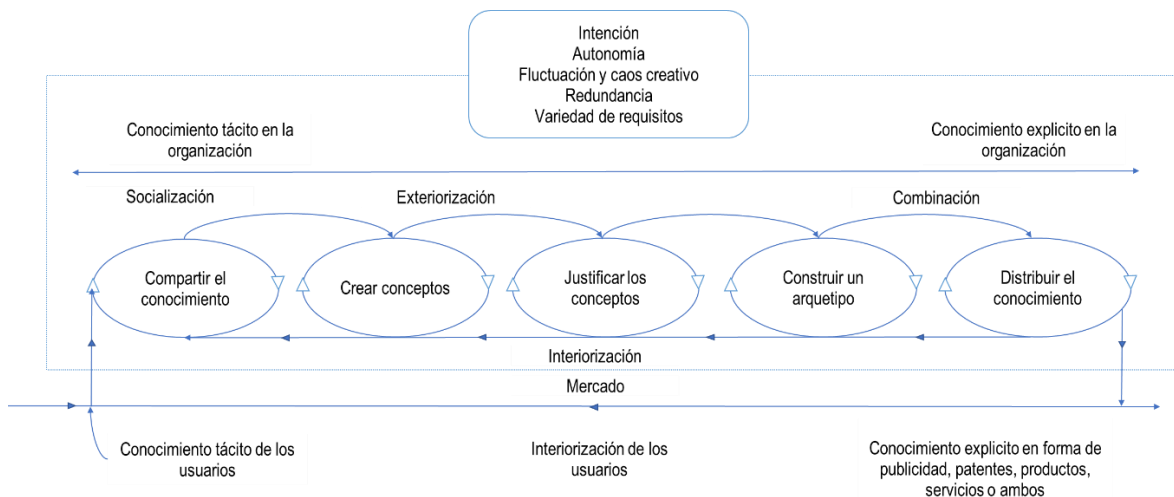 Intención
Autonomía
Fluctuación y caos creativo
Redundancia
Variedad de requisitos
Conocimiento tácito en la
organización
Conocimiento explicito en la
organización
Socialización
Exteriorización
Combinación
Compartir el
conocimiento
Crear conceptos
Justificar los
conceptos
Construir un
arquetipo
Distribuir el
conocimiento
Interiorización
Mercado
Conocimiento tácito de los
usuarios
Interiorización de los
usuarios
Conocimiento explicito en forma de
publicidad, patentes, productos,
servicios o ambos